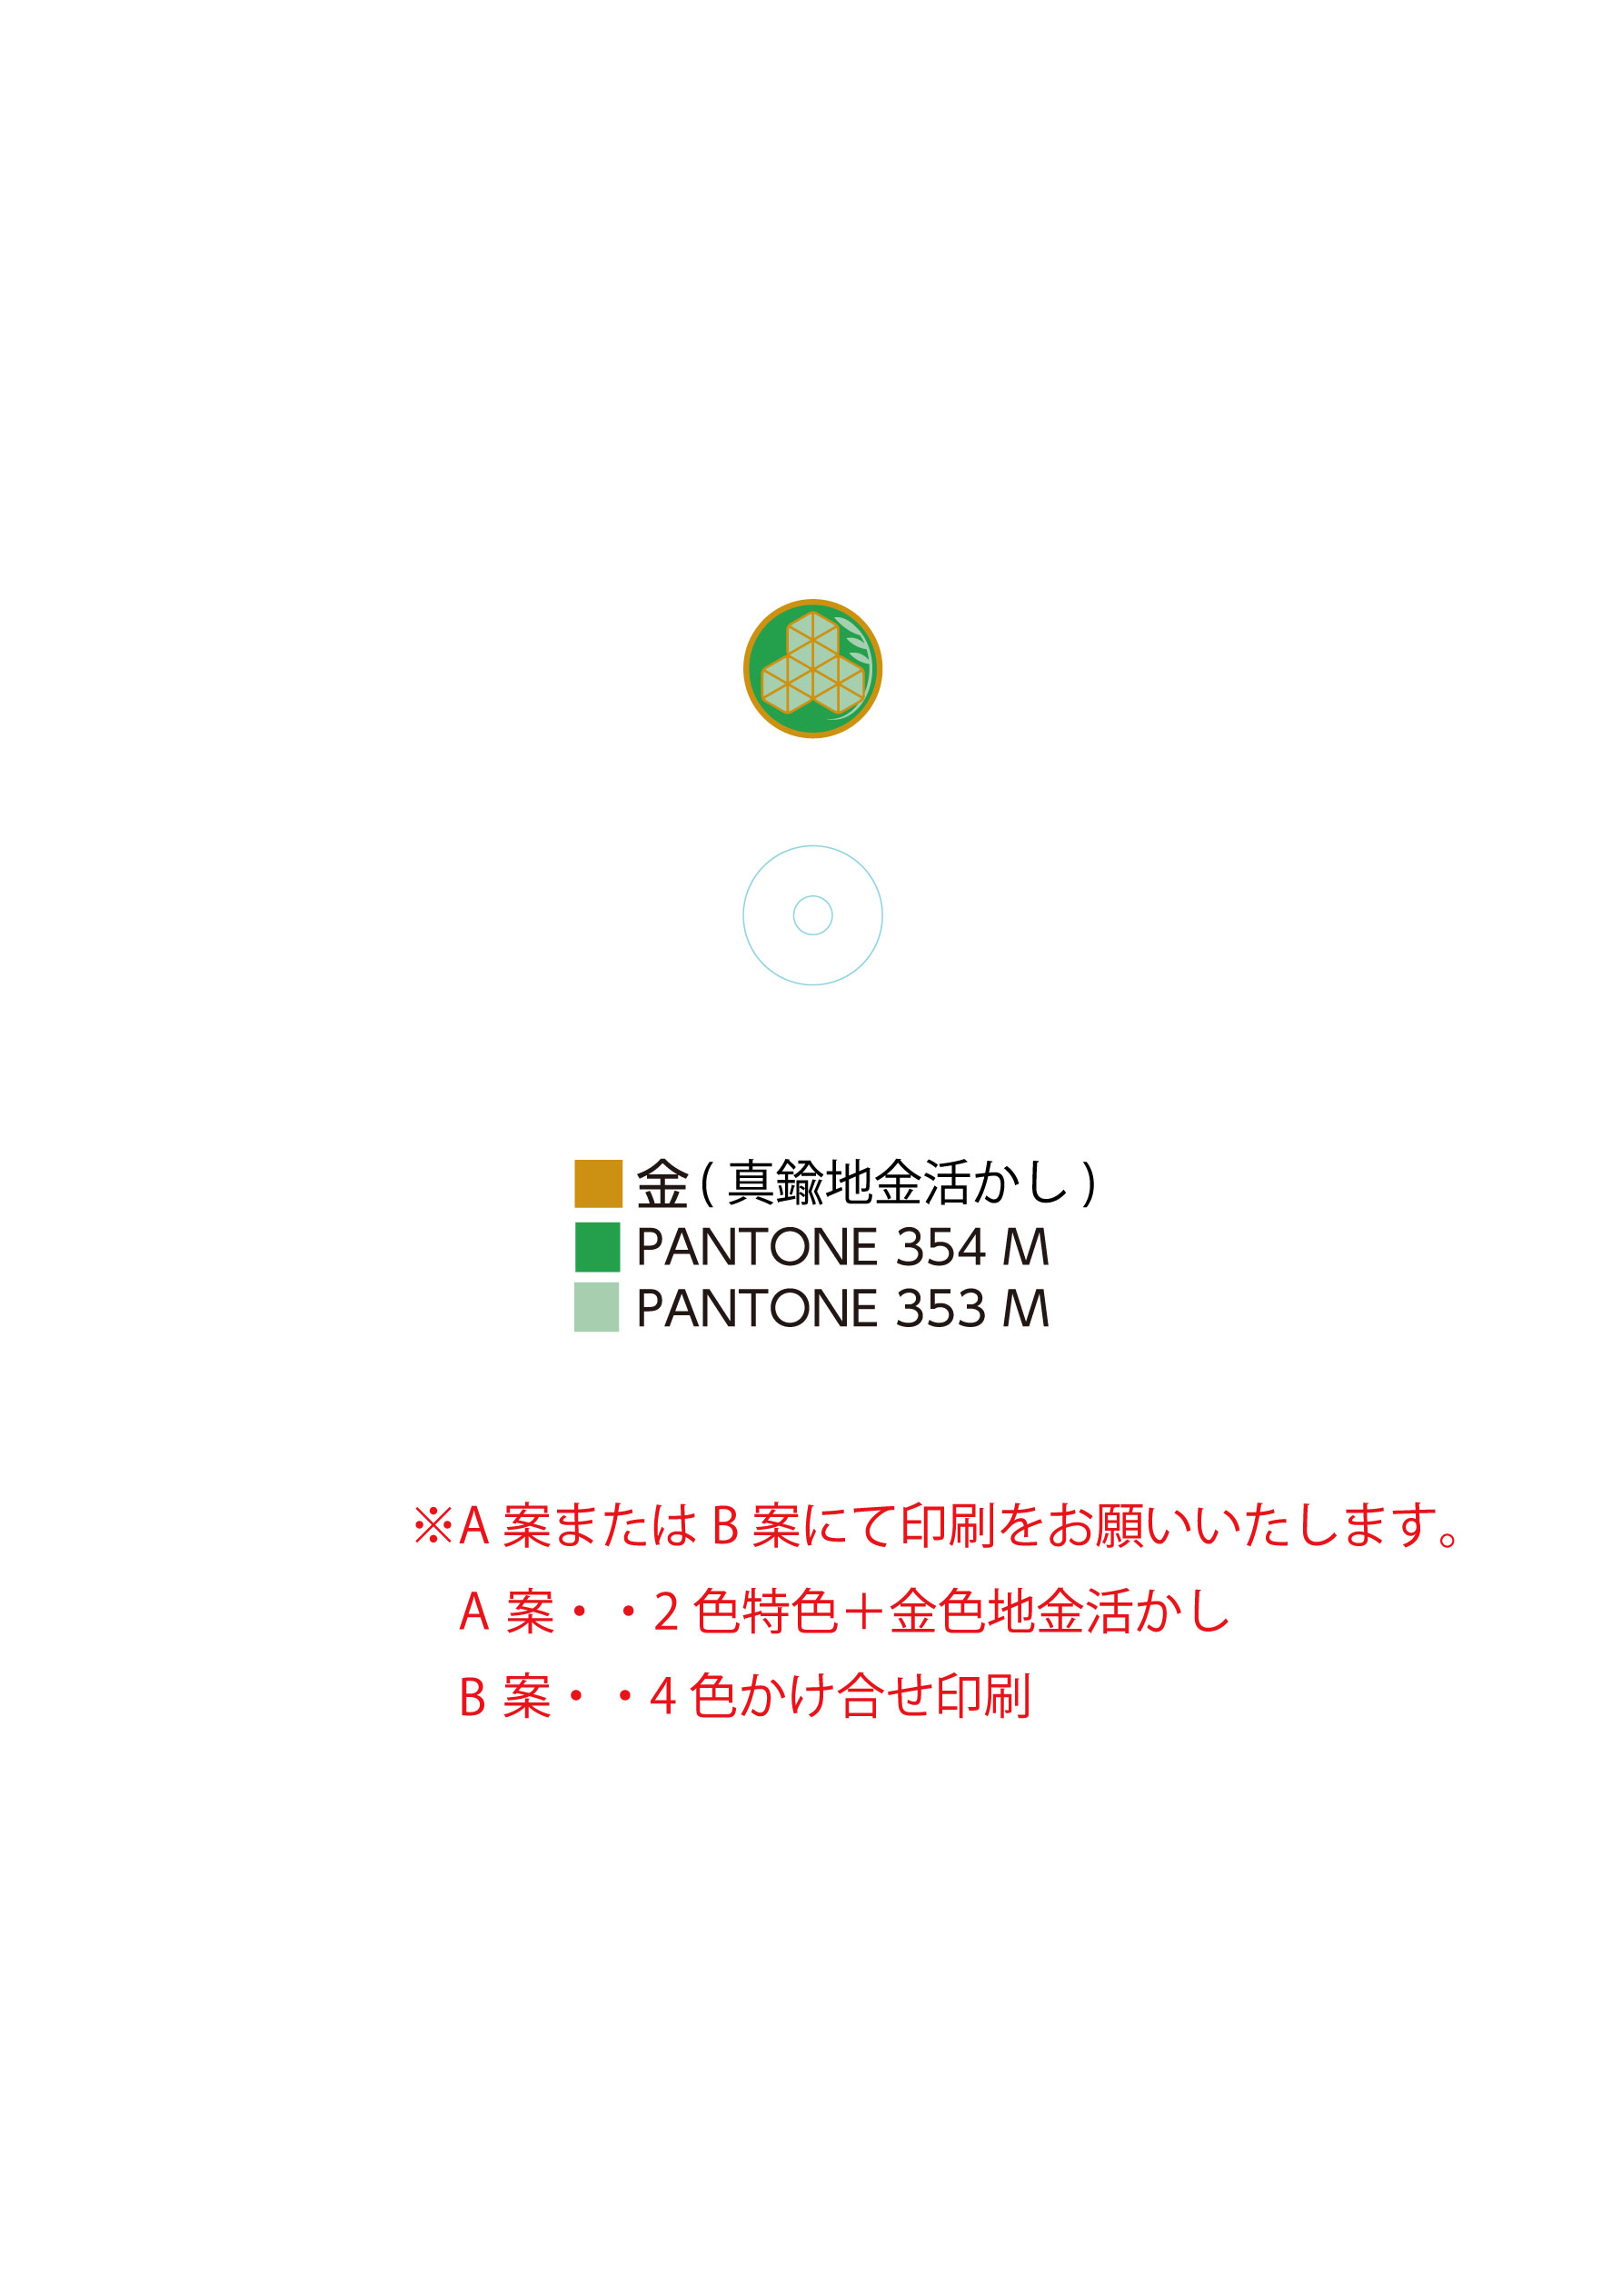 金(真鍮地金活かし)
PANTONE 354 M
PANTONE 353 M
※A 案または B 案にて印刷をお願いいたします。
A 案・・2 色特色＋金色地金活かし
B 案・・4 色かけ合せ印刷